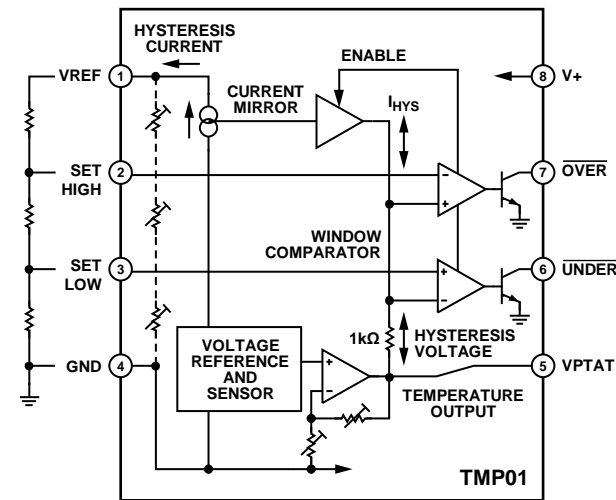 HYSTERESIS
CURRENT
ENABLE
VREF
1
8
V+
CURRENT
MIRROR
IHYS
SET
HIGH
2
7
OVER
–
+
WINDOW
COMPARATOR
SET
LOW
3
6
UNDER
+
–
1kΩ
HYSTERESIS
VOLTAGE
VOLTAGE
REFERENCE
AND
SENSOR
GND
4
5
VPTAT
+
–
TEMPERATURE
OUTPUT
TMP01